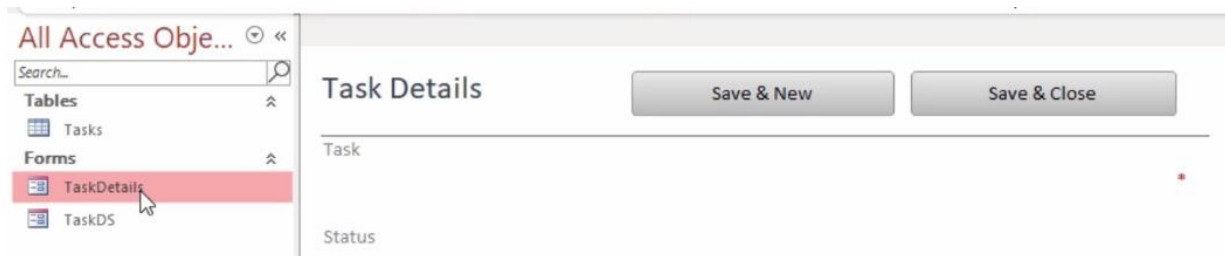 All Access Obje...
Search...
Tables
Tasks
Forms
TaskDetails
TaskDS
Task Details
Save & New
Save & Close
Task
*
Status